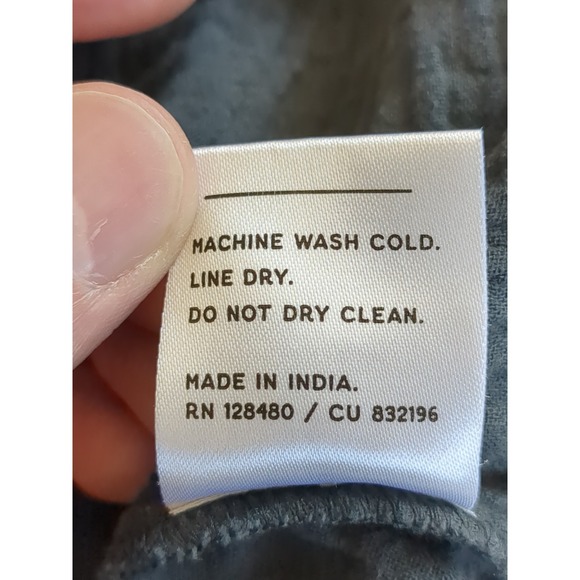 MACHINE WASH COLD.
LINE DRY.
DO NOT DRY CLEAN.
MADE IN INDIA.
RN 128480 / CU 832196